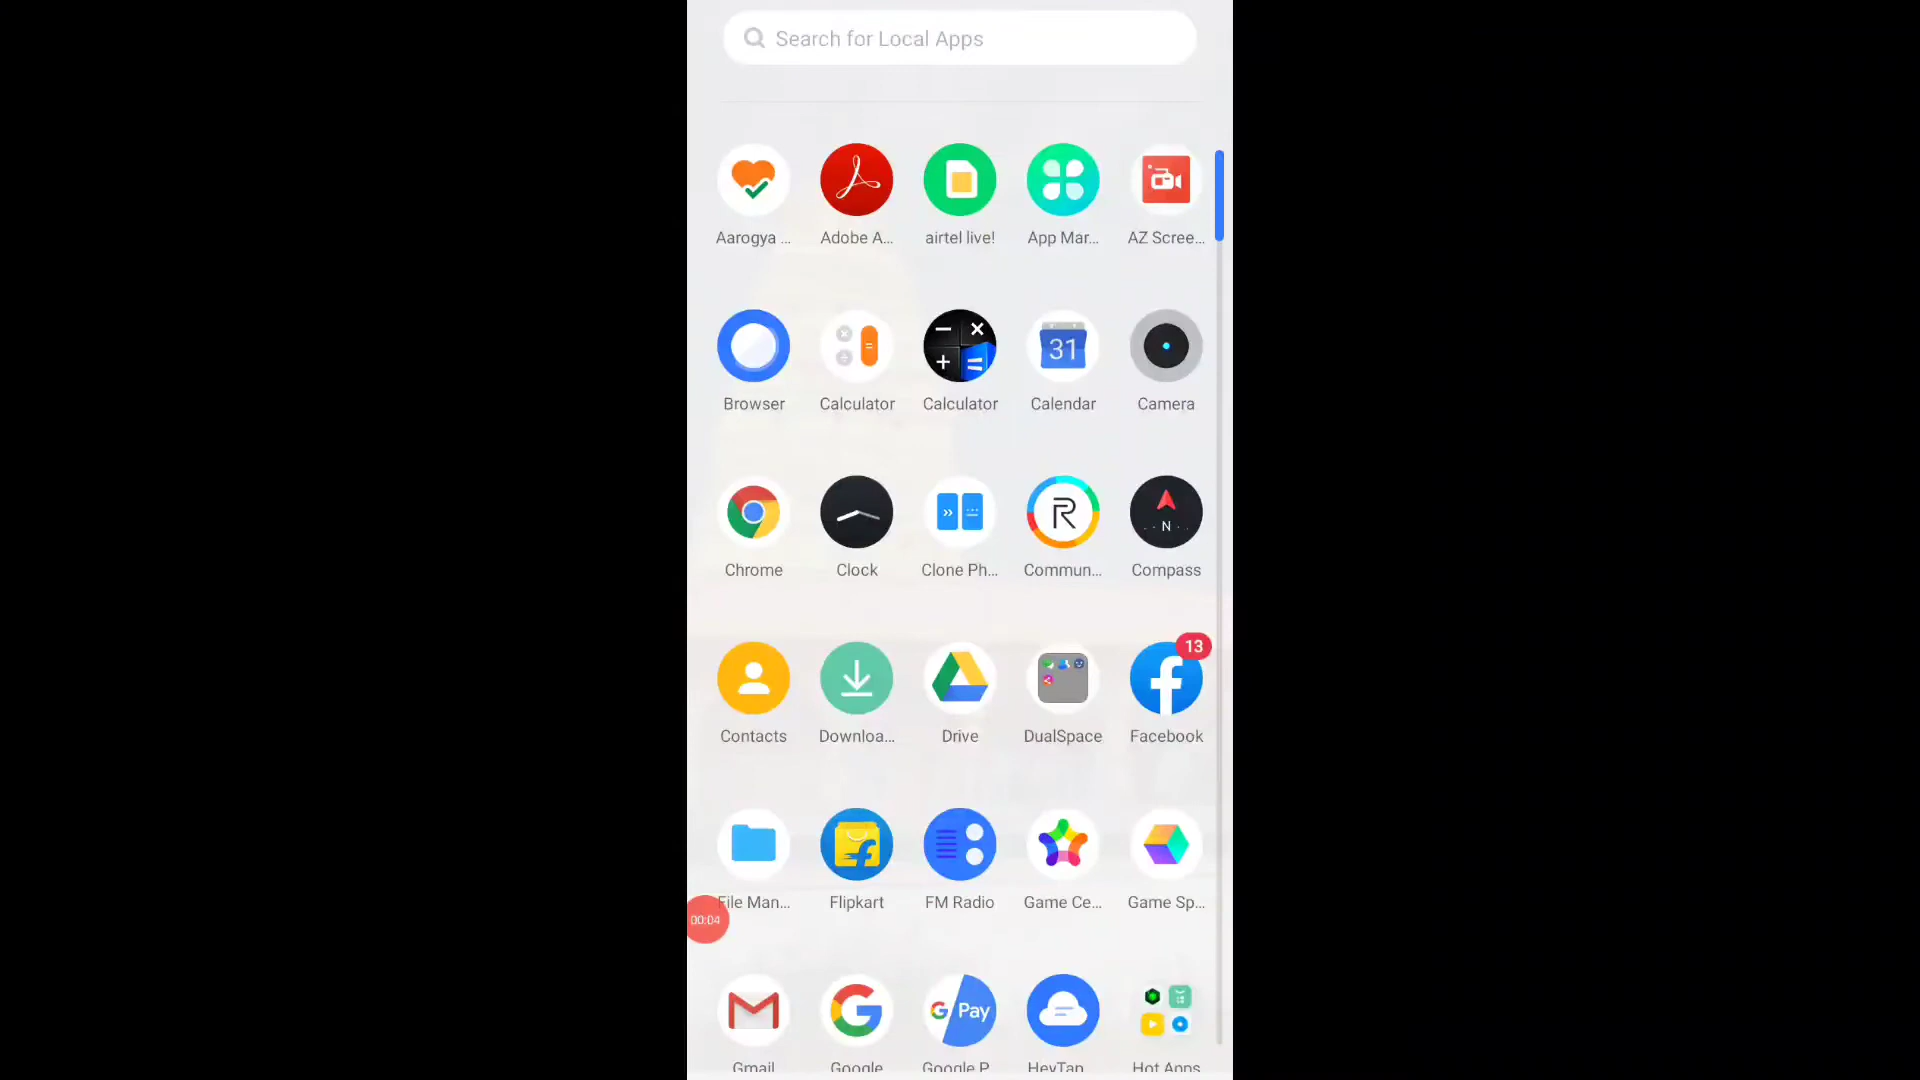 Search for Local Apps
Aarogya ... Adobe A... airtel live! App Mar... AZ Scree...
31
Browser Calculator Calculator Calendar Camera
R N
Chrome Clock Clone Ph... Commun... Compass
13
Contacts Downloa... Drive DualSpace Facebook
File Man... Flipkart FM Radio Game Ce... Game Sp...
00:04
G Pay
Gmail Google Google P... HeyTap... Hot Apps